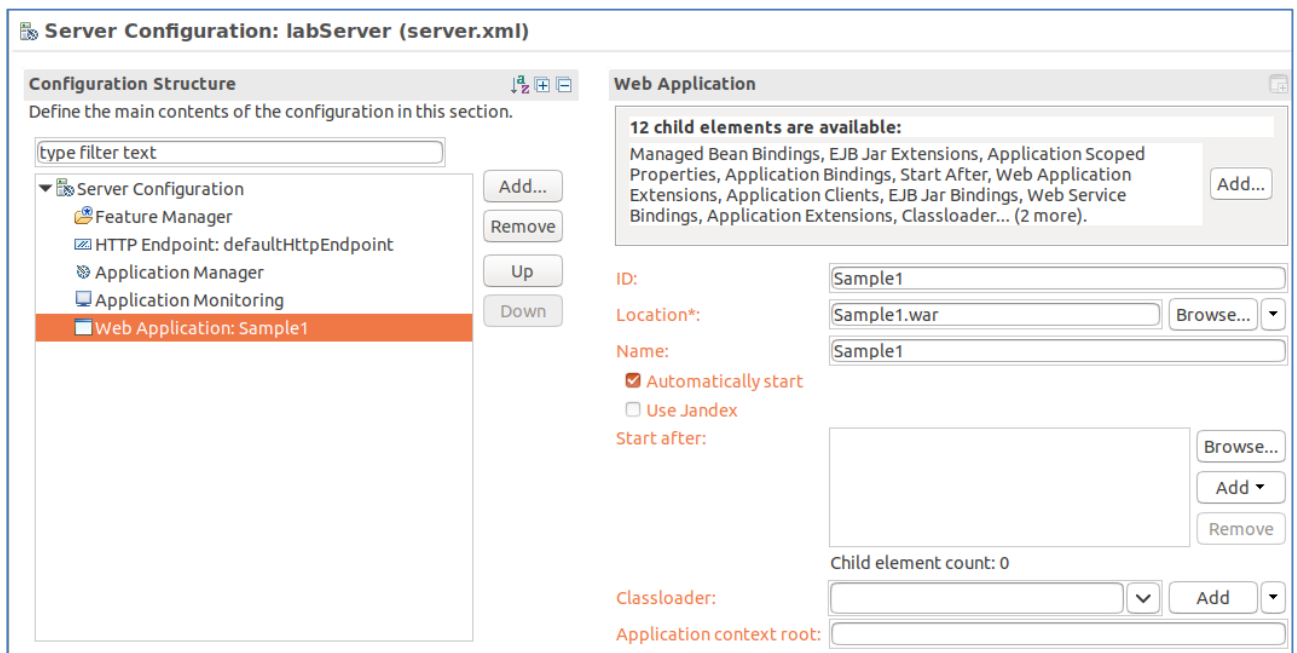 Server Configuration: labServer (server.xml)
Configuration Structure
Define the main contents of the configuration in this section.
type filter text
Server Configuration
Feature Manager
HTTP Endpoint: defaultHttpEndpoint
Application Manager
Application Monitoring
Web Application: Sample1
Add...
Remove
Up
Down
Web Application
12 child elements are available:
Managed Bean Bindings, EJB Jar Extensions, Application Scoped
Properties, Application Bindings, Start After, Web Application
Extensions, Application Clients, EJB Jar Bindings, Web Service
Bindings, Application Extensions, Classloader... (2 more).
Add...
ID: Sample1
Location*: Sample1.war Browse...
Name: Sample1
Automatically start
Use Jandex
Start after:
Browse...
Add
Remove
Child element count: 0
Classloader: Add
Application context root: